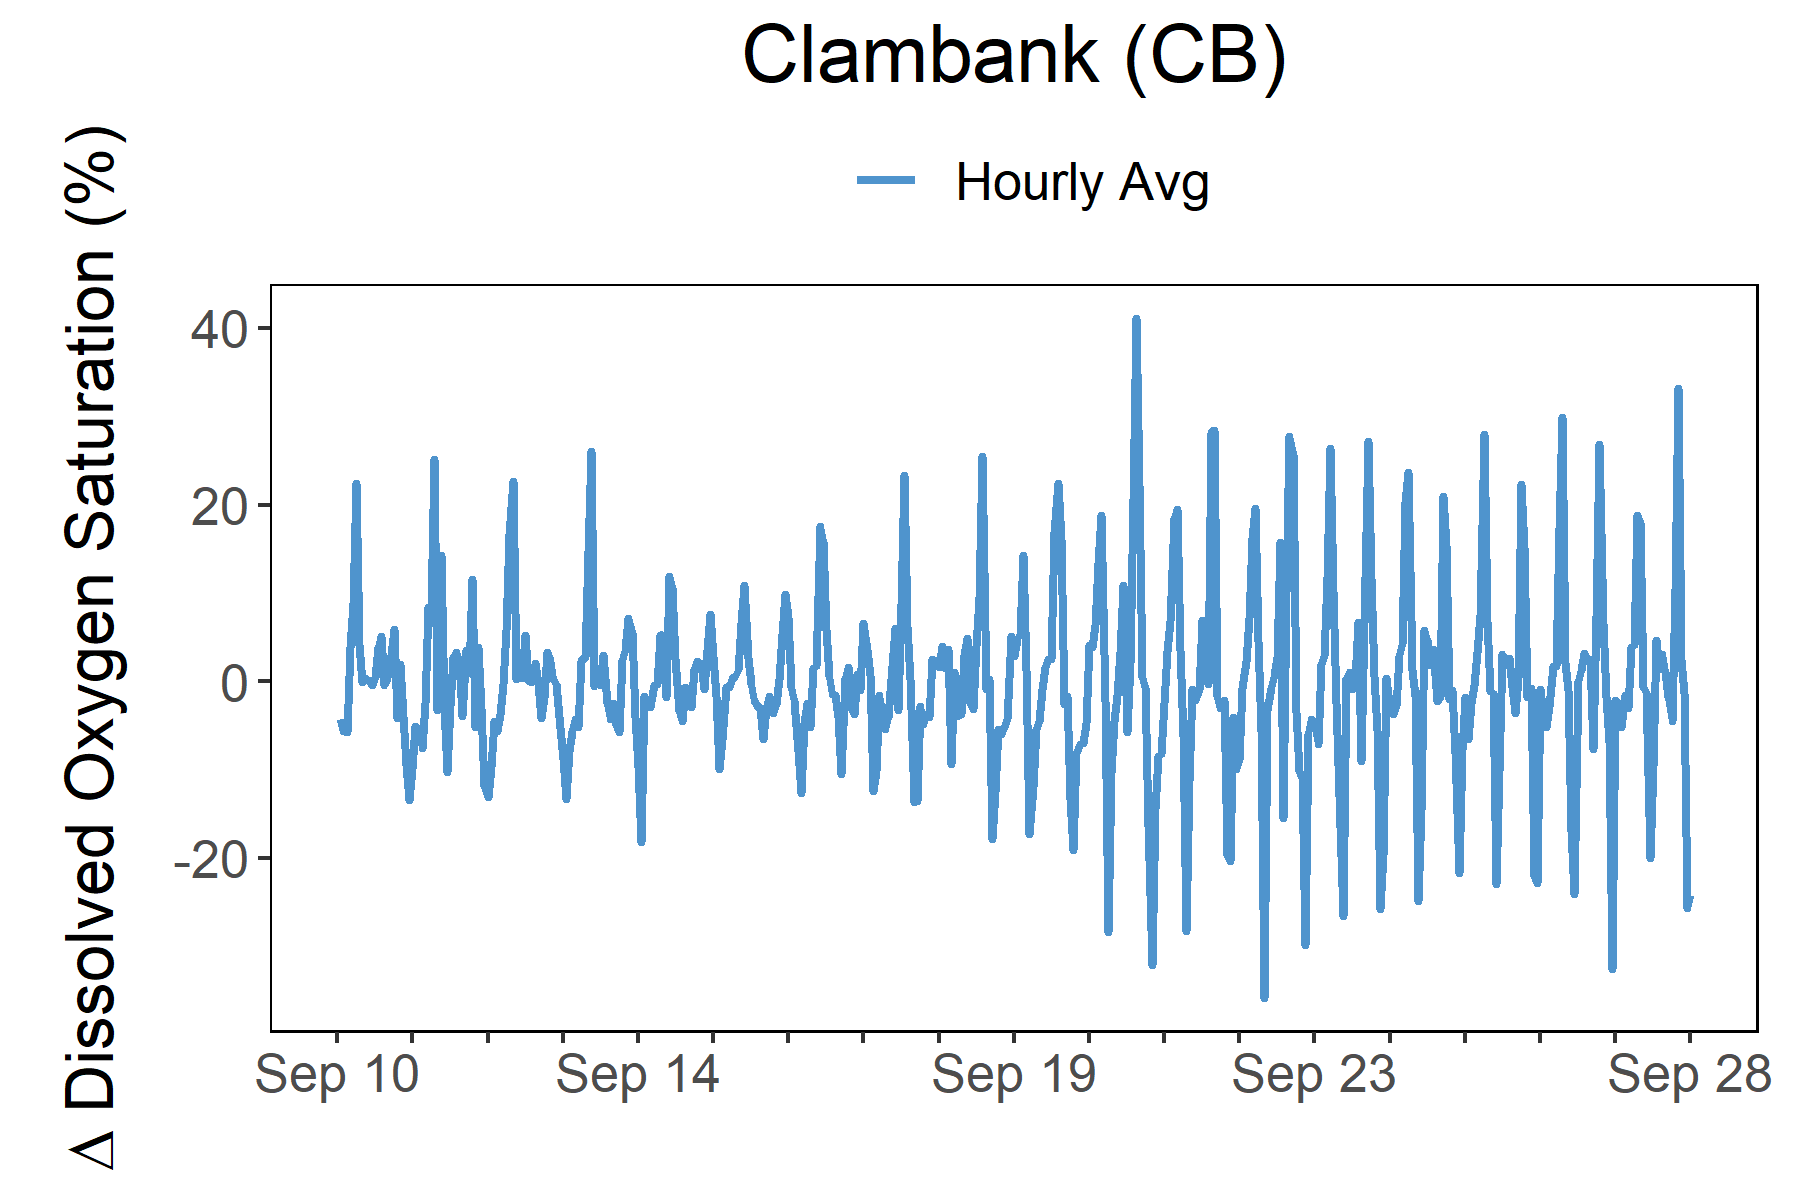 Clambank (CB)
Hourly Avg
Δ Dissolved Oxygen Saturation (%)
40
20
0
-20
Sep 10 Sep 14 Sep 19 Sep 23 Sep 28